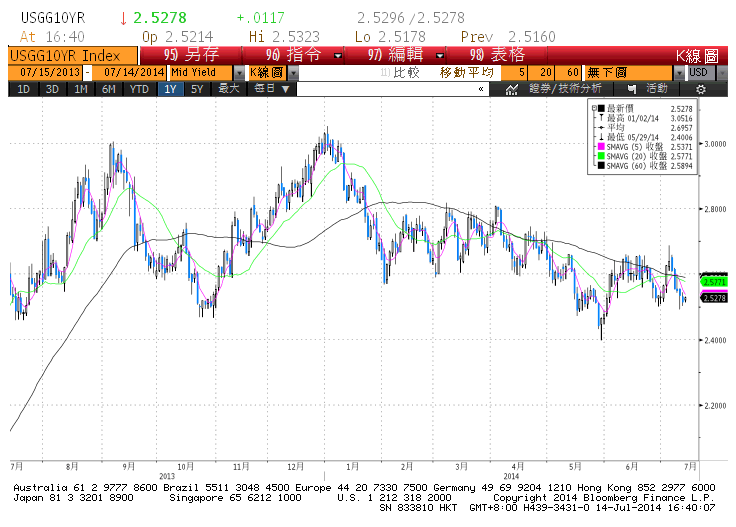 USGG10YR ↓ 2.5278 +.0117 2.5296 / 2.5278
At 16:40 Op 2.5214 Hi 2.5323 Lo 2.5178 Prev 2.5160
USGG10YR Index 95) 另存 96) 指令 97) 編輯 98) 表格 K線圖
07/15/2013 - 07/14/2014 Mid Yield K線圖 11) 比較 移動平均 5 20 60 無下圖 USD
1D 3D 1M 6M YTD 1Y 5Y 最大 每日 ▼ « 證券/技術分析 活動
最新價 2.5278
最高 01/02/14 3.0516
平均 2.6957
最低 05/29/14 2.4006
SMAVG (5) 收盤 2.5371
SMAVG (20) 收盤 2.5771
SMAVG (60) 收盤 2.5894
3.0000
2.8000
2.5771
2.5278
2.4000
2.2000
7月 8月 9月 10月 11月 12月 1月 2月 3月 4月 5月 6月 7月
2013 2014
Australia 61 2 9777 8600 Brazil 5511 3048 4500 Europe 44 20 7330 7500 Germany 49 69 9204 1210 Hong Kong 852 2977 6000
Japan 81 3 3201 8900 Singapore 65 6212 1000 U.S. 1 212 318 2000 Copyright 2014 Bloomberg Finance L.P.
SN 833810 HKT GMT+8:00 H439-3431-0 14-Jul-2014 16:40:07